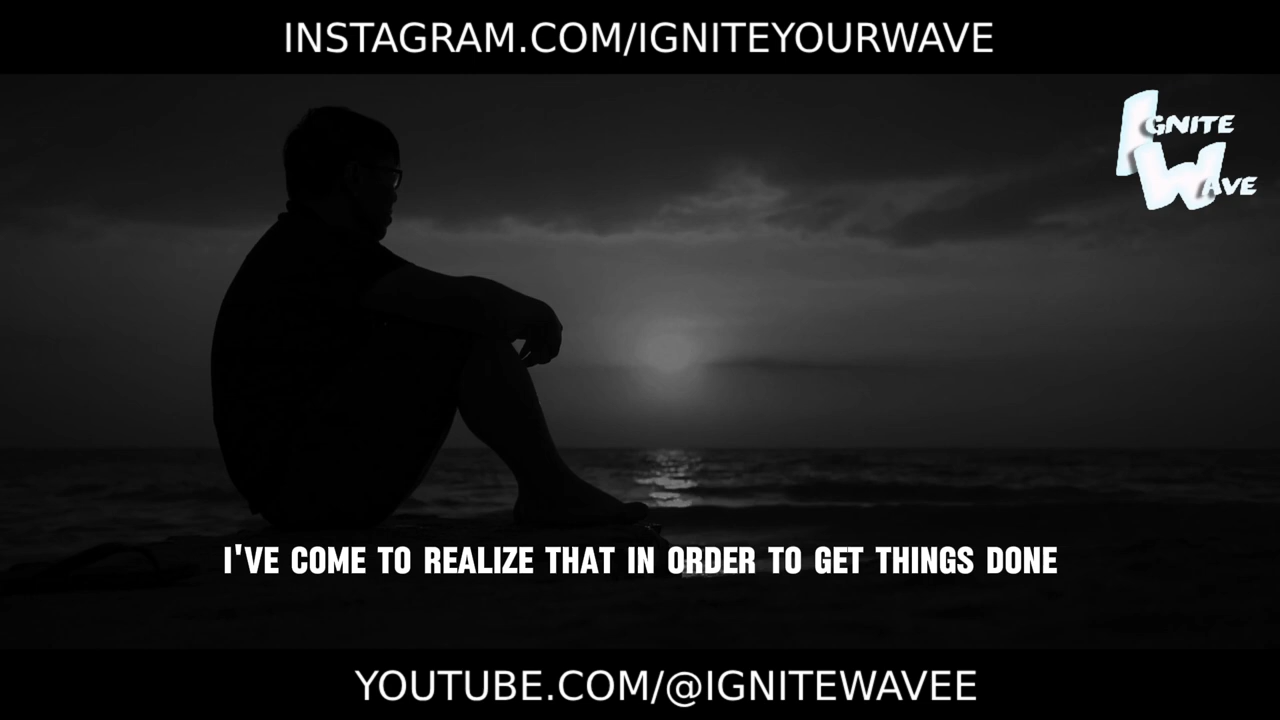 INSTAGRAM.COM/IGNITEYOURWAVE
IGNITE
WAVE
I'VE COME TO REALIZE THAT IN ORDER TO GET THINGS DONE
YOUTUBE.COM/@IGNITEWAVEE